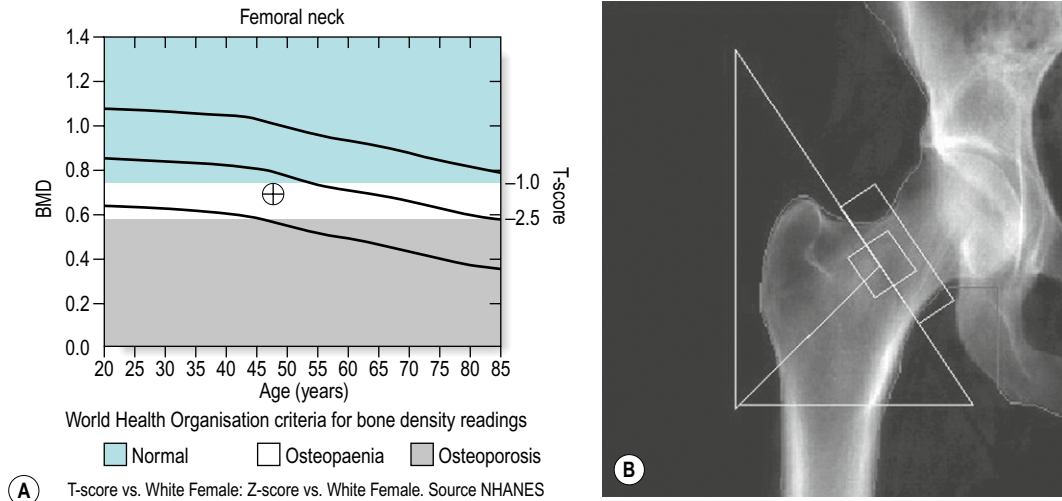 Femoral neck
1.4
1.2
1.0
0.8
0.6
0.4
0.2
0.0
BMD
–1.0
–2.5
T-score
20 25 30 35 40 45 50 55 60 65 70 75 80 85
Age (years)
World Health Organisation criteria for bone density readings
Normal Osteopaenia Osteoporosis
A T-score vs. White Female: Z-score vs. White Female. Source NHANES
B